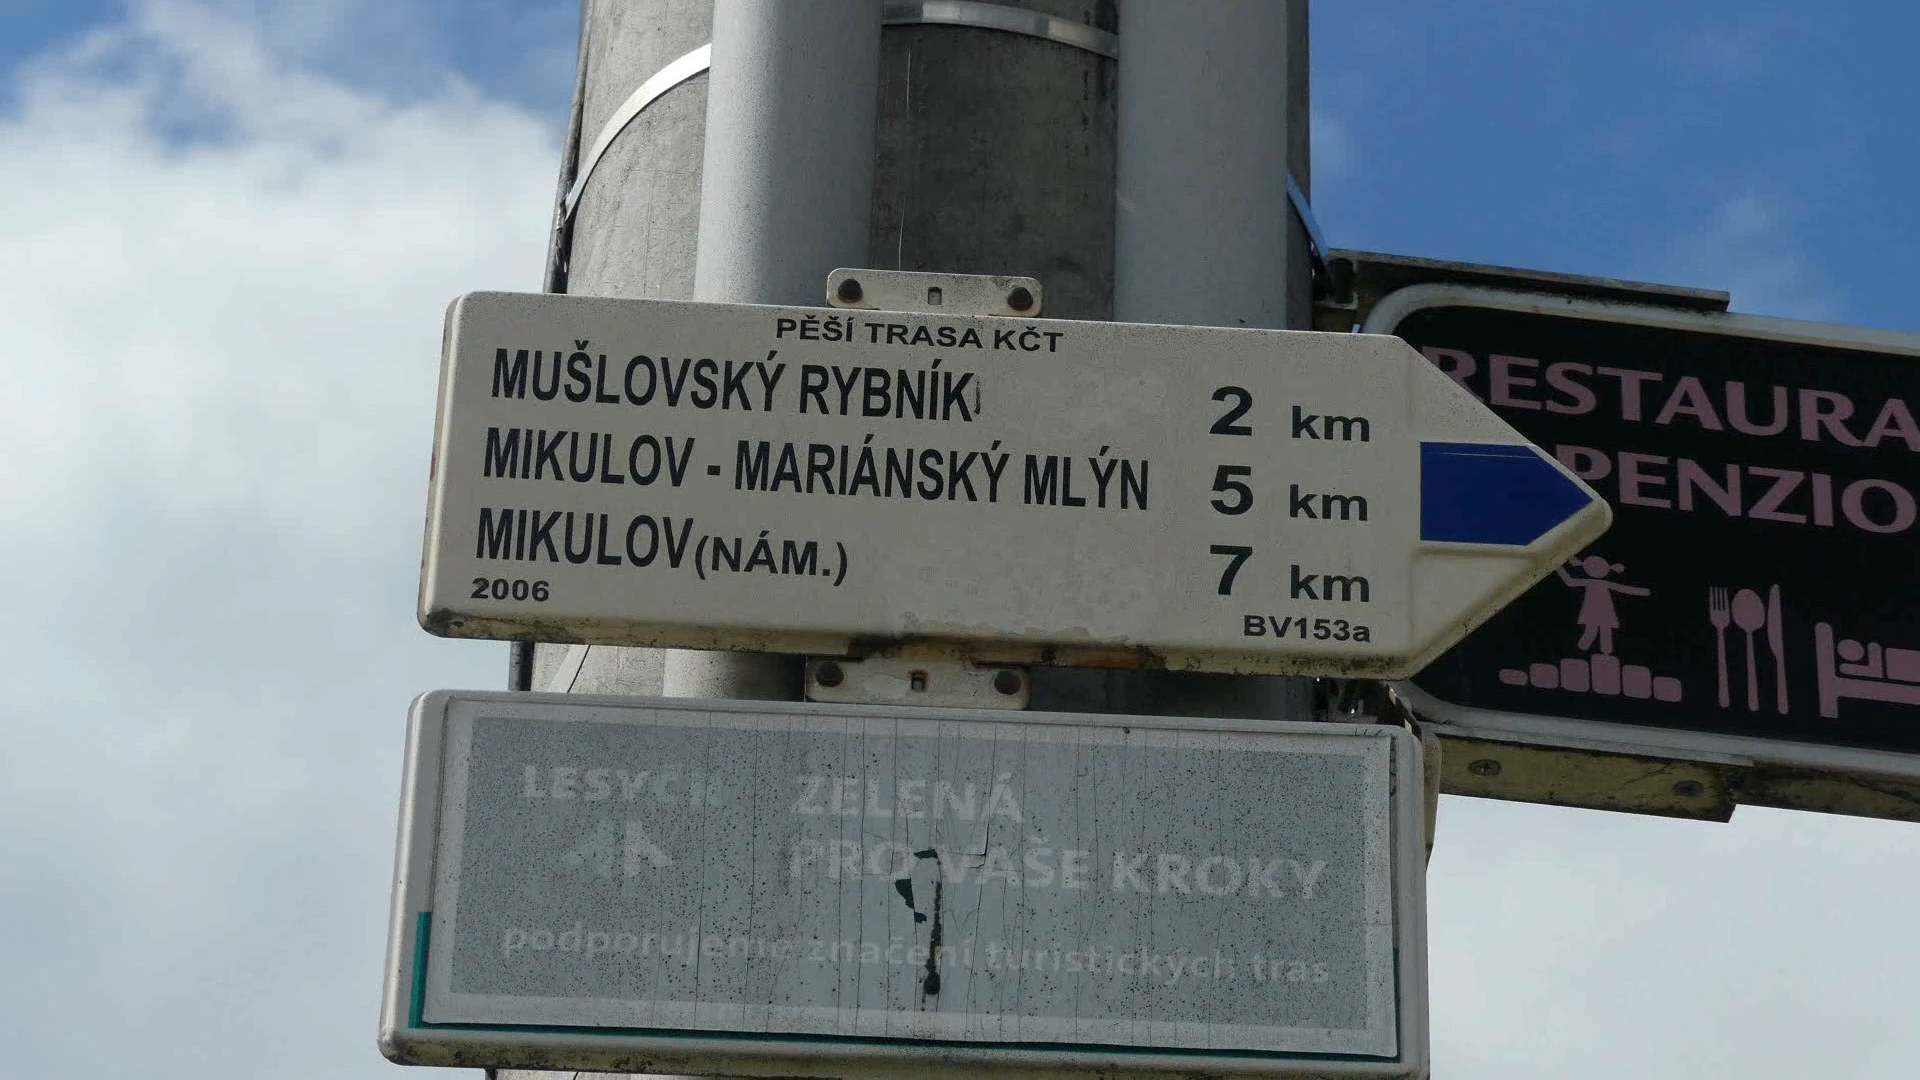 PĚŠÍ TRASA KČT
MUŠLOVSKÝ RYBNÍK 2 km
MIKULOV - MARIÁNSKÝ MLÝN 5 km
MIKULOV (NÁM.) 7 km
2006 BV153a
RESTAURA
PENZIO
ZELENÁ
PRO VAŠE KROKY
podporujeme značení turistických tras